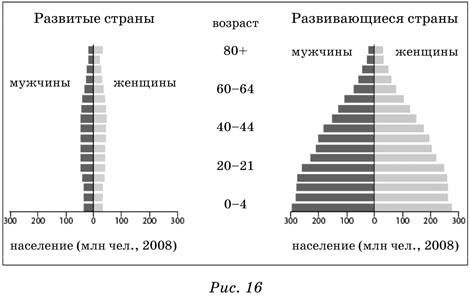 Развитые страны
возраст
Развивающиеся страны
80+
мужчины
женщины
мужчины
женщины
60–64
40–44
20–21
0–4
300 200 100 0 100 200 300
300 200 100 0 100 200 300
население (млн чел., 2008)
население (млн чел., 2008)
Рис. 16